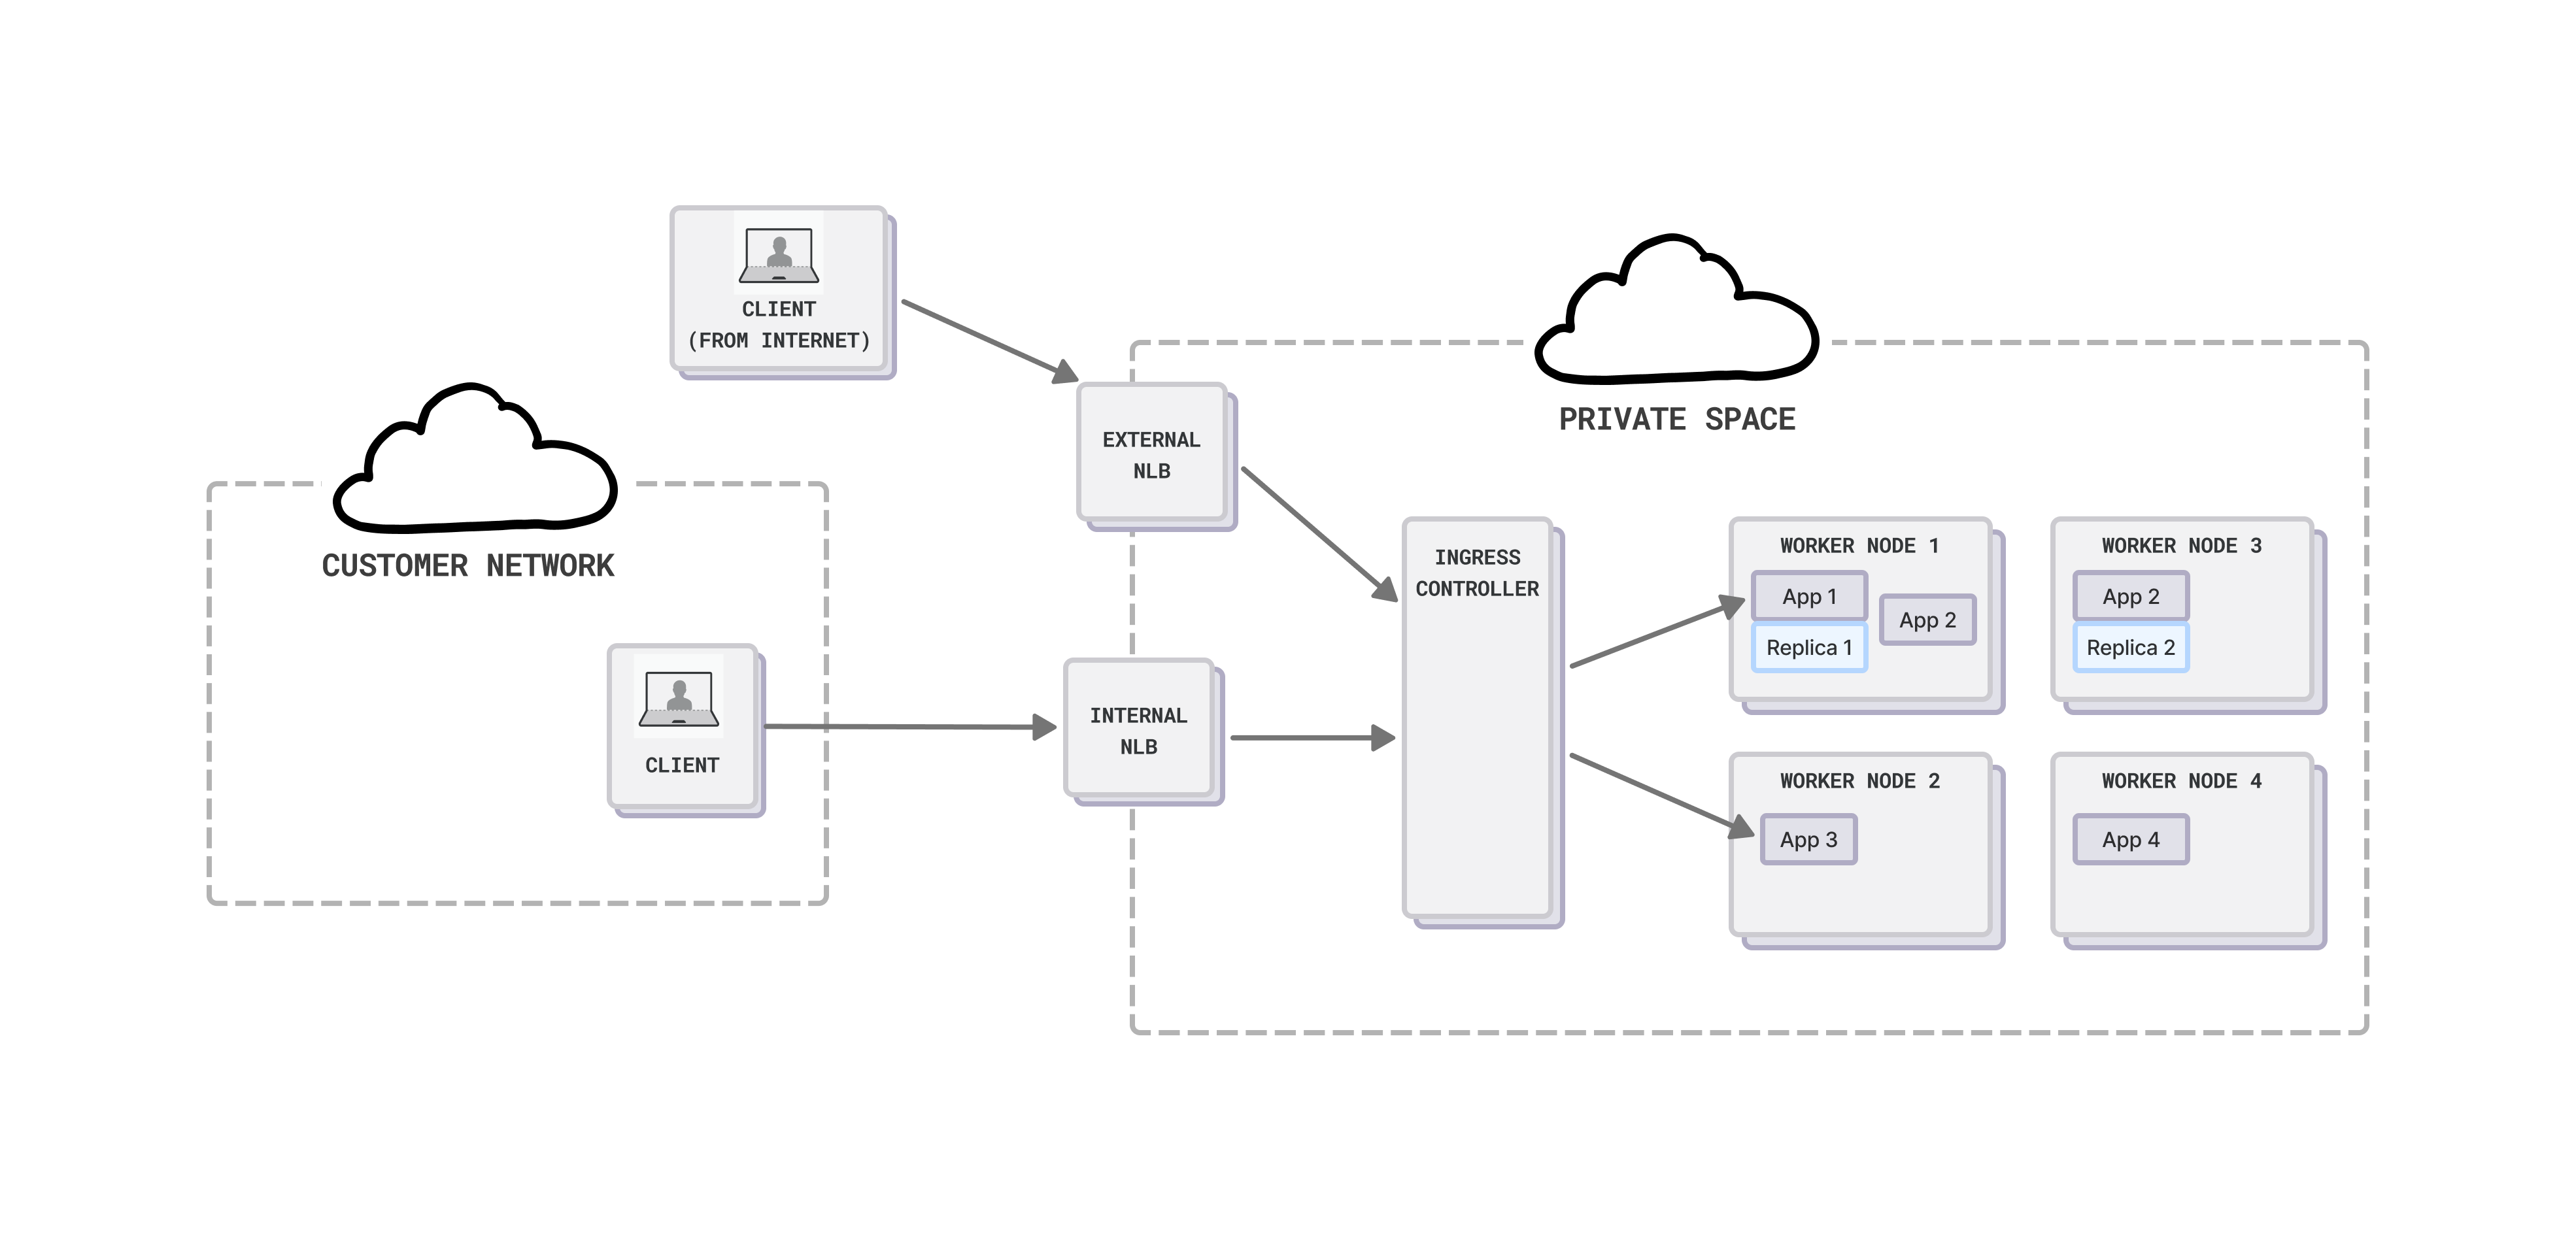 CLIENT
(FROM INTERNET)
PRIVATE SPACE
EXTERNAL
NLB
CUSTOMER NETWORK
CLIENT
INTERNAL
NLB
INGRESS
CONTROLLER
WORKER NODE 1
App 1
Replica 1
App 2
WORKER NODE 3
App 2
Replica 2
WORKER NODE 2
App 3
WORKER NODE 4
App 4